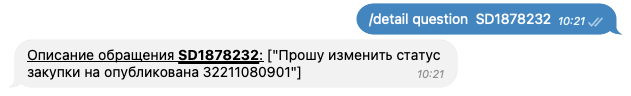 /detail question  SD1878232 10:21
Описание обращения SD1878232: ["Прошу изменить статус
закупки на опубликована 32211080901"]
10:21